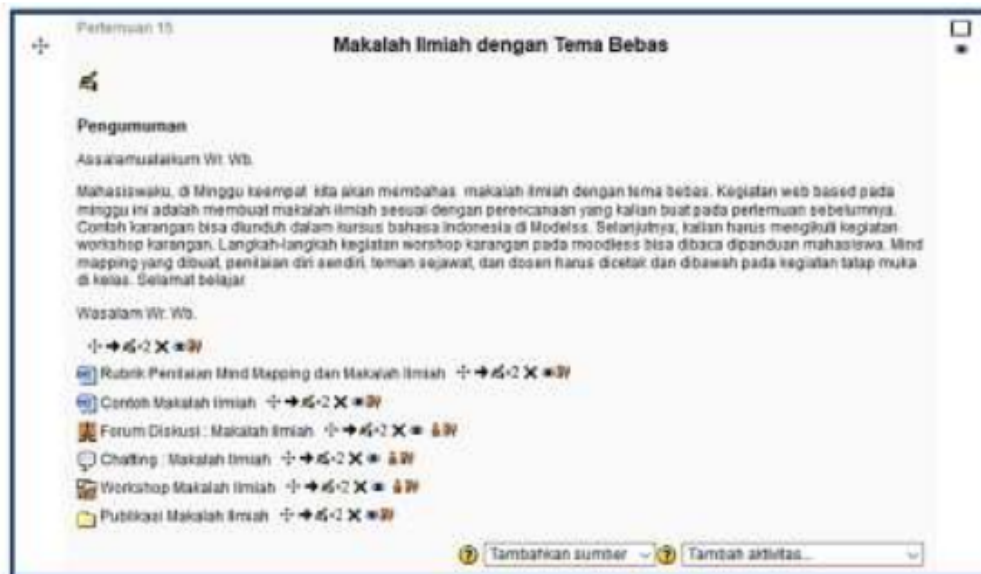 Pertemuan 15
Makalah Ilmiah dengan Tema Bebas
Pengumuman
Assalamualaikum Wr. Wb.
Mahasiswaku, di Minggu keempat kita akan membahas makalah ilmiah dengan tema bebas. Kegiatan web based pada
minggu ini adalah membuat makalah ilmiah sesuai dengan perencanaan yang kalian buat pada pertemuan sebelumnya.
Contoh karangan bisa diunduh dalam kursus bahasa Indonesia di Modelss. Selanjutnya, kalian harus mengikuti kegiatan
workshop karangan. Langkah-langkah kegiatan worshop karangan pada moodless bisa dibaca dipanduan mahasiswa. Mind
mapping yang dibuat, penilaian diri sendiri, teman sejawat, dan dosen harus dicetak dan dibawah pada kegiatan tatap muka
di kelas. Selamat belajar
Wasalam Wr. Wb.
Rubrik Penilaian Mind Mapping dan Makalah Ilmiah
Contoh Makalah Ilmiah
Forum Diskusi : Makalah Ilmiah
Chatting : Makalah Ilmiah
Workshop Makalah Ilmiah
Publikasi Makalah Ilmiah
Tambahkan sumber
Tambah aktivitas...